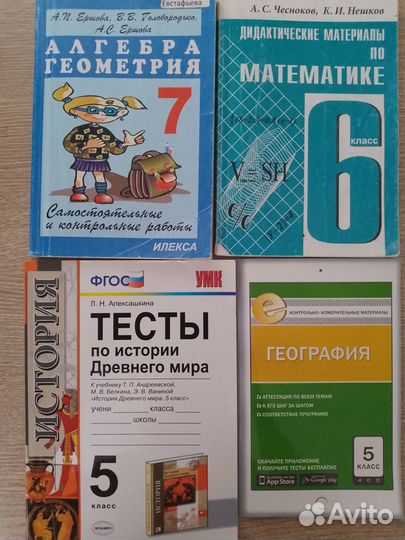 Евстафьева
А.П. Ершова, В.В. Голобородько,
А.С. Ершова
АЛГЕБРА
ГЕОМЕТРИЯ
7
Самостоятельные
и контрольные работы
ИЛЕКСА
А. С. Чесноков, К. И. Нешков
ДИДАКТИЧЕСКИЕ МАТЕРИАЛЫ
ПО
МАТЕМАТИКЕ
6
класс
V=SH
%
ИСТОРИЯ
ФГОС
УМК
Л. Н. Алексашкина
ТЕСТЫ
по истории
Древнего мира
К учебнику Т. П. Андреевской,
М. В. Белкина, Э. В. Ваниной
«История Древнего мира. 5 класс»
учени класса
школы
5
класс
ИСТОРИЯ
ЭКЗАМЕН
е
КОНТРОЛЬНО-ИЗМЕРИТЕЛЬНЫЕ МАТЕРИАЛЫ
ГЕОГРАФИЯ
АТТЕСТАЦИЯ ПО ВСЕМ ТЕМАМ
К ЕГЭ ШАГ ЗА ШАГОМ
СООТВЕТСТВИЕ ПРОГРАММЕ
СКАЧАЙТЕ ПРИЛОЖЕНИЕ
И ПОЛУЧИТЕ ТЕСТЫ БЕСПЛАТНО
App Store
Google play
5
КЛАСС
Avito